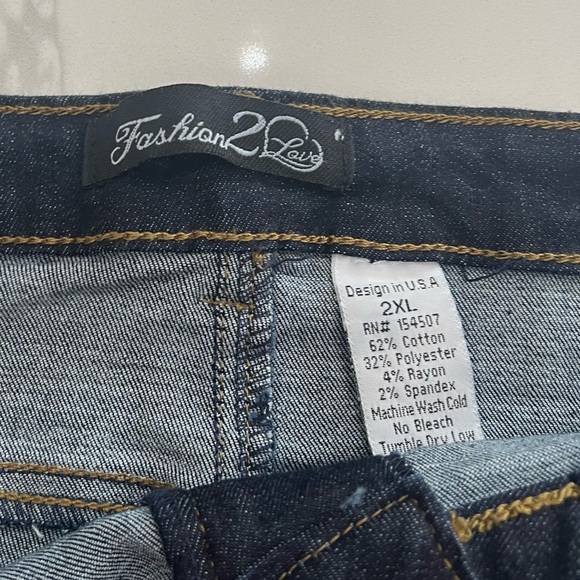 Fashion2Love
Design in U.S.A
2XL
RN# 154507
62% Cotton
32% Polyester
4% Rayon
2% Spandex
Machine Wash Cold
No Bleach
Tumble Dry Low